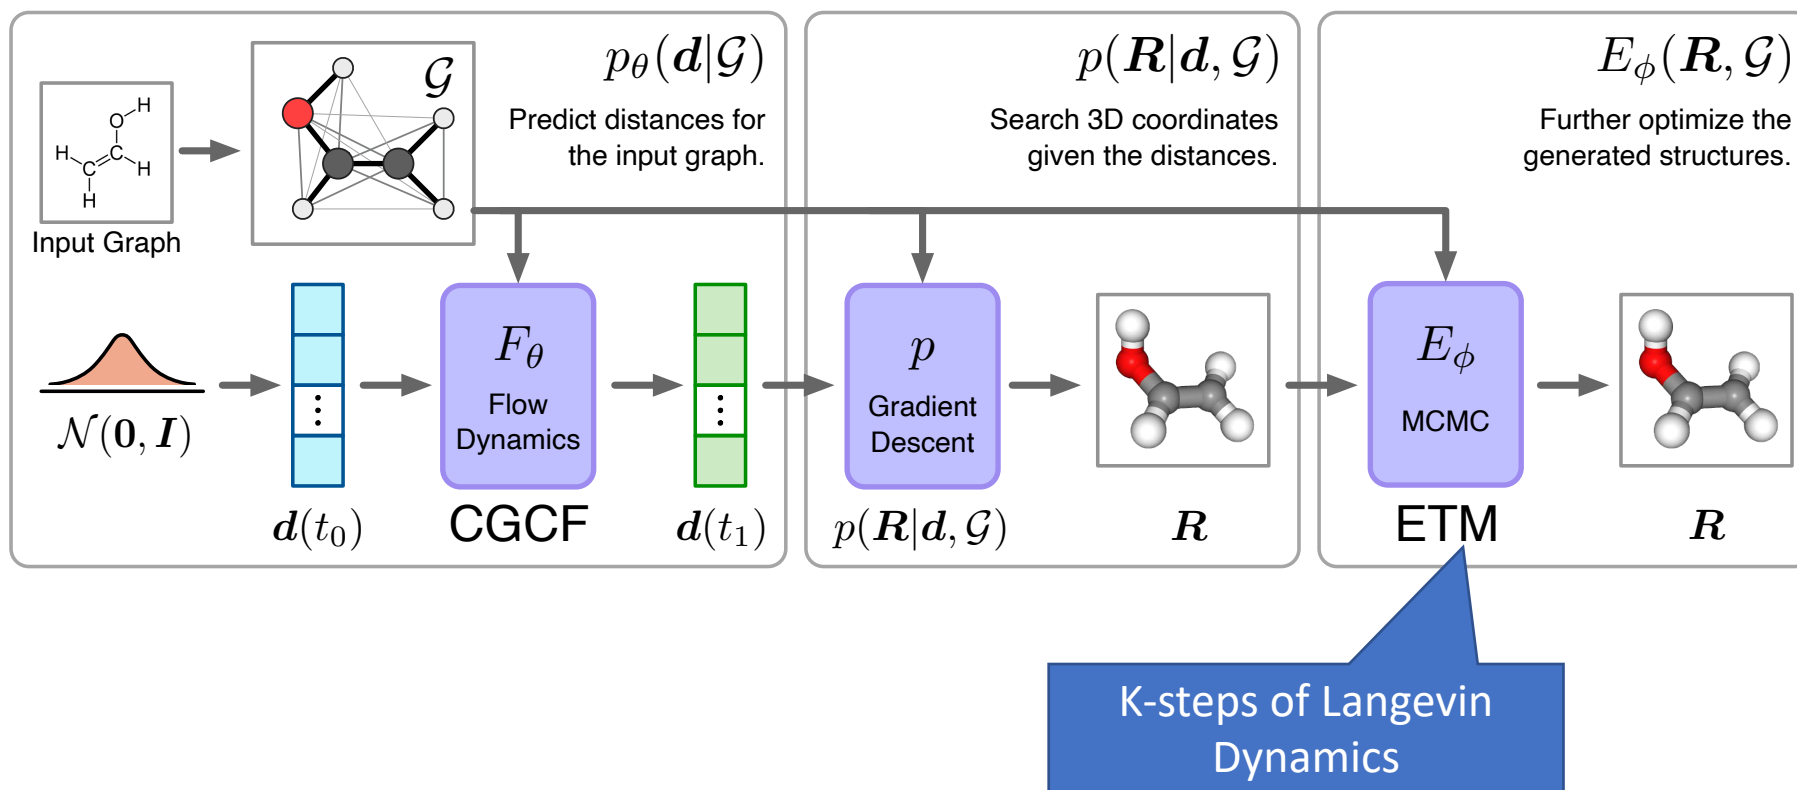 H
O
H
C
C
H
H
H
Input Graph
𝒢
p_θ(d|𝒢)
Predict distances for
the input graph.
𝒩(0, I)
d(t₀)
F_θ
Flow
Dynamics
CGCF
⋮
⋮
d(t₁)
p(R|d, 𝒢)
Search 3D coordinates
given the distances.
p
Gradient
Descent
p(R|d, 𝒢)
R
E_ϕ(R, 𝒢)
Further optimize the
generated structures.
E_ϕ
MCMC
ETM
R
K-steps of Langevin
Dynamics